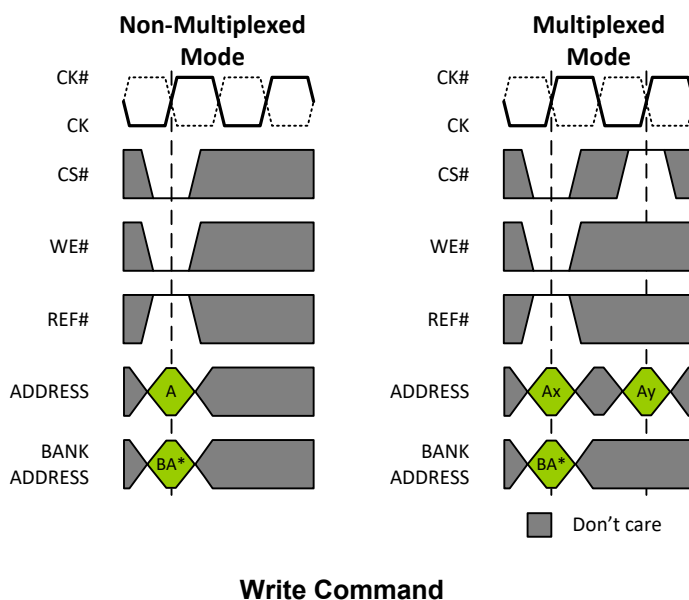 Non-Multiplexed
Mode
CK#
CK
CS#
WE#
REF#
ADDRESS
A
BANK
ADDRESS
BA*
Multiplexed
Mode
CK#
CK
CS#
WE#
REF#
ADDRESS
Ax
Ay
BANK
ADDRESS
BA*
Don't care
Write Command